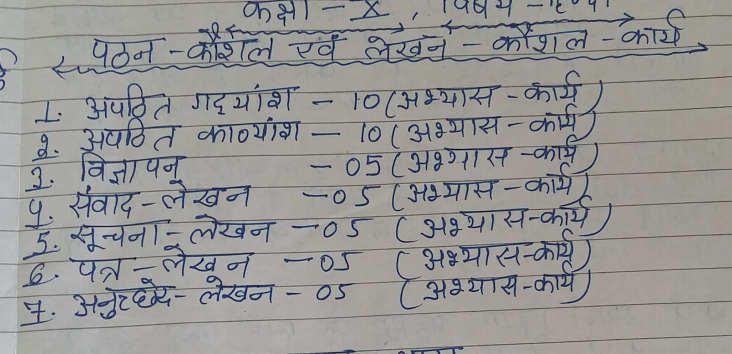 कक्षा - X, विषय - हिन्दी
पठन - कौशल एवं लेखन - कौशल - कार्य
1. अपठित गद्यांश - 10 (अभ्यास - कार्य)
2. अपठित काव्यांश - 10 (अभ्यास - कार्य)
3. विज्ञापन - 05 (अभ्यास - कार्य)
4. संवाद - लेखन - 05 (अभ्यास - कार्य)
5. सूचना - लेखन - 05 (अभ्यास - कार्य)
6. पत्र - लेखन - 05 (अभ्यास - कार्य)
7. अनुच्छेद - लेखन - 05 (अभ्यास - कार्य)